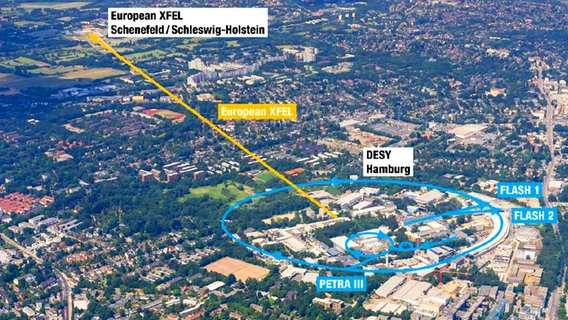 European XFEL
Schenefeld / Schleswig-Holstein
European XFEL
DESY
Hamburg
FLASH 1
FLASH 2
PETRA III